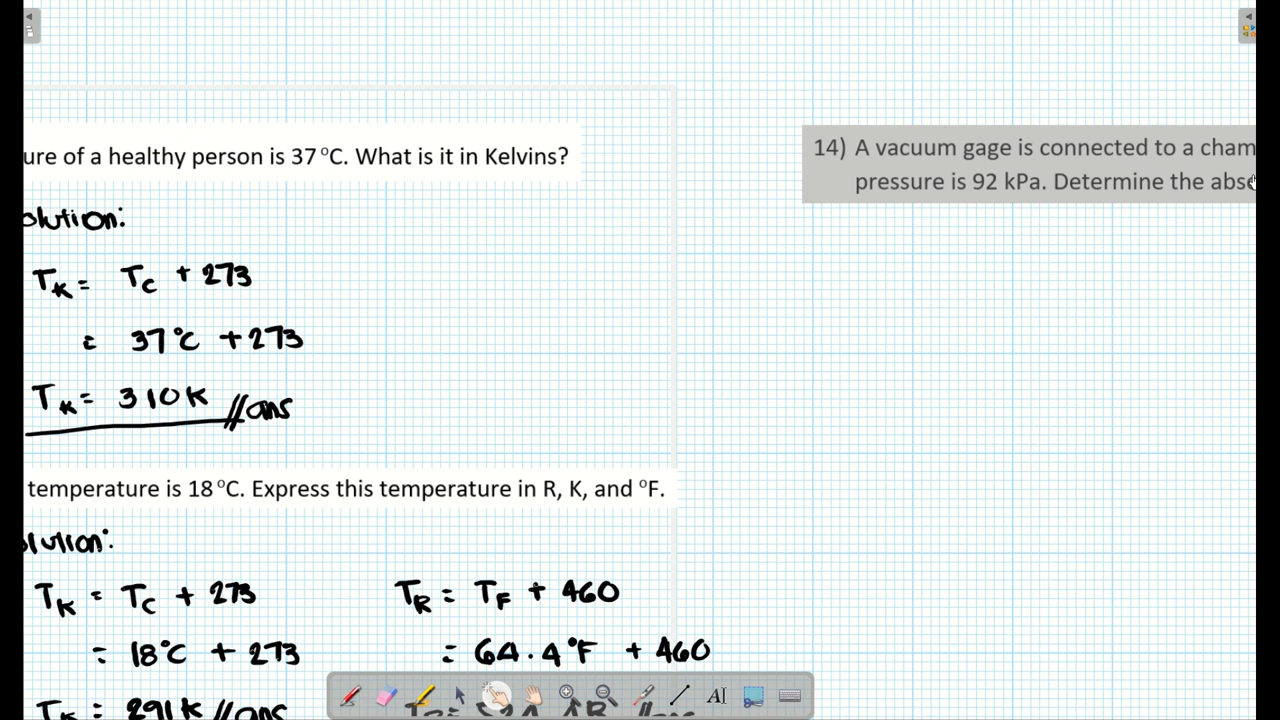 ure of a healthy person is 37 °C. What is it in Kelvins?
14) A vacuum gage is connected to a cham
pressure is 92 kPa. Determine the abs
olution:
TK = TC + 273
= 37°C + 273
TK = 310K //ans
temperature is 18 °C. Express this temperature in R, K, and °F.
olution:
TK = TC + 273
TR = TF + 460
= 18°C + 273
= 64.4°F + 460
TK = 291K //ans